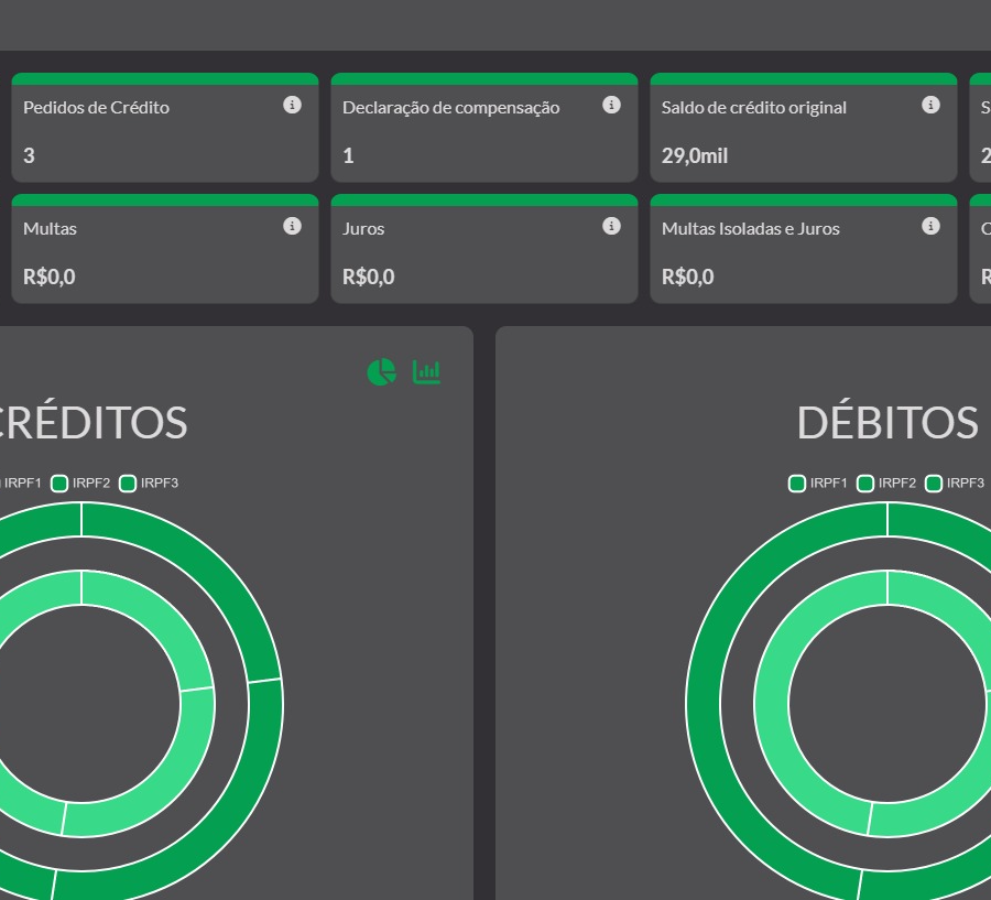 Pedidos de Crédito
3
Declaração de compensação
1
Saldo de crédito original
29,0mil
Multas
R$0,0
Juros
R$0,0
Multas Isoladas e Juros
R$0,0
CRÉDITOS
IRPF1 IRPF2 IRPF3
DÉBITOS
IRPF1 IRPF2 IRPF3